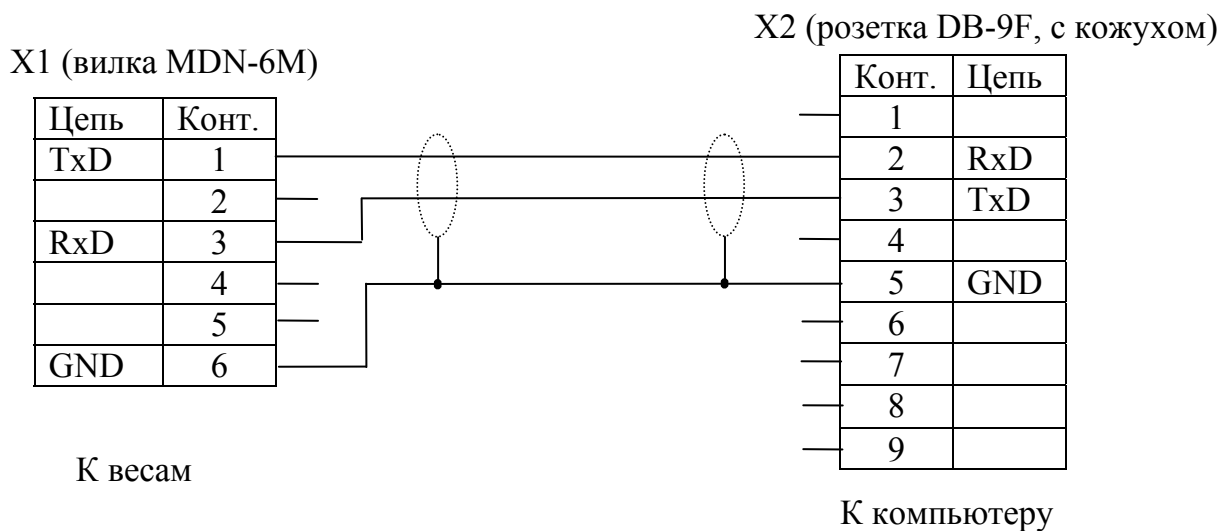 X2 (розетка DB-9F, с кожухом)
X1 (вилка MDN-6M)
Цепь Конт.
TxD 1
2
RxD 3
4
5
GND 6
К весам
Конт. Цепь
1
2 RxD
3 TxD
4
5 GND
6
7
8
9
К компьютеру